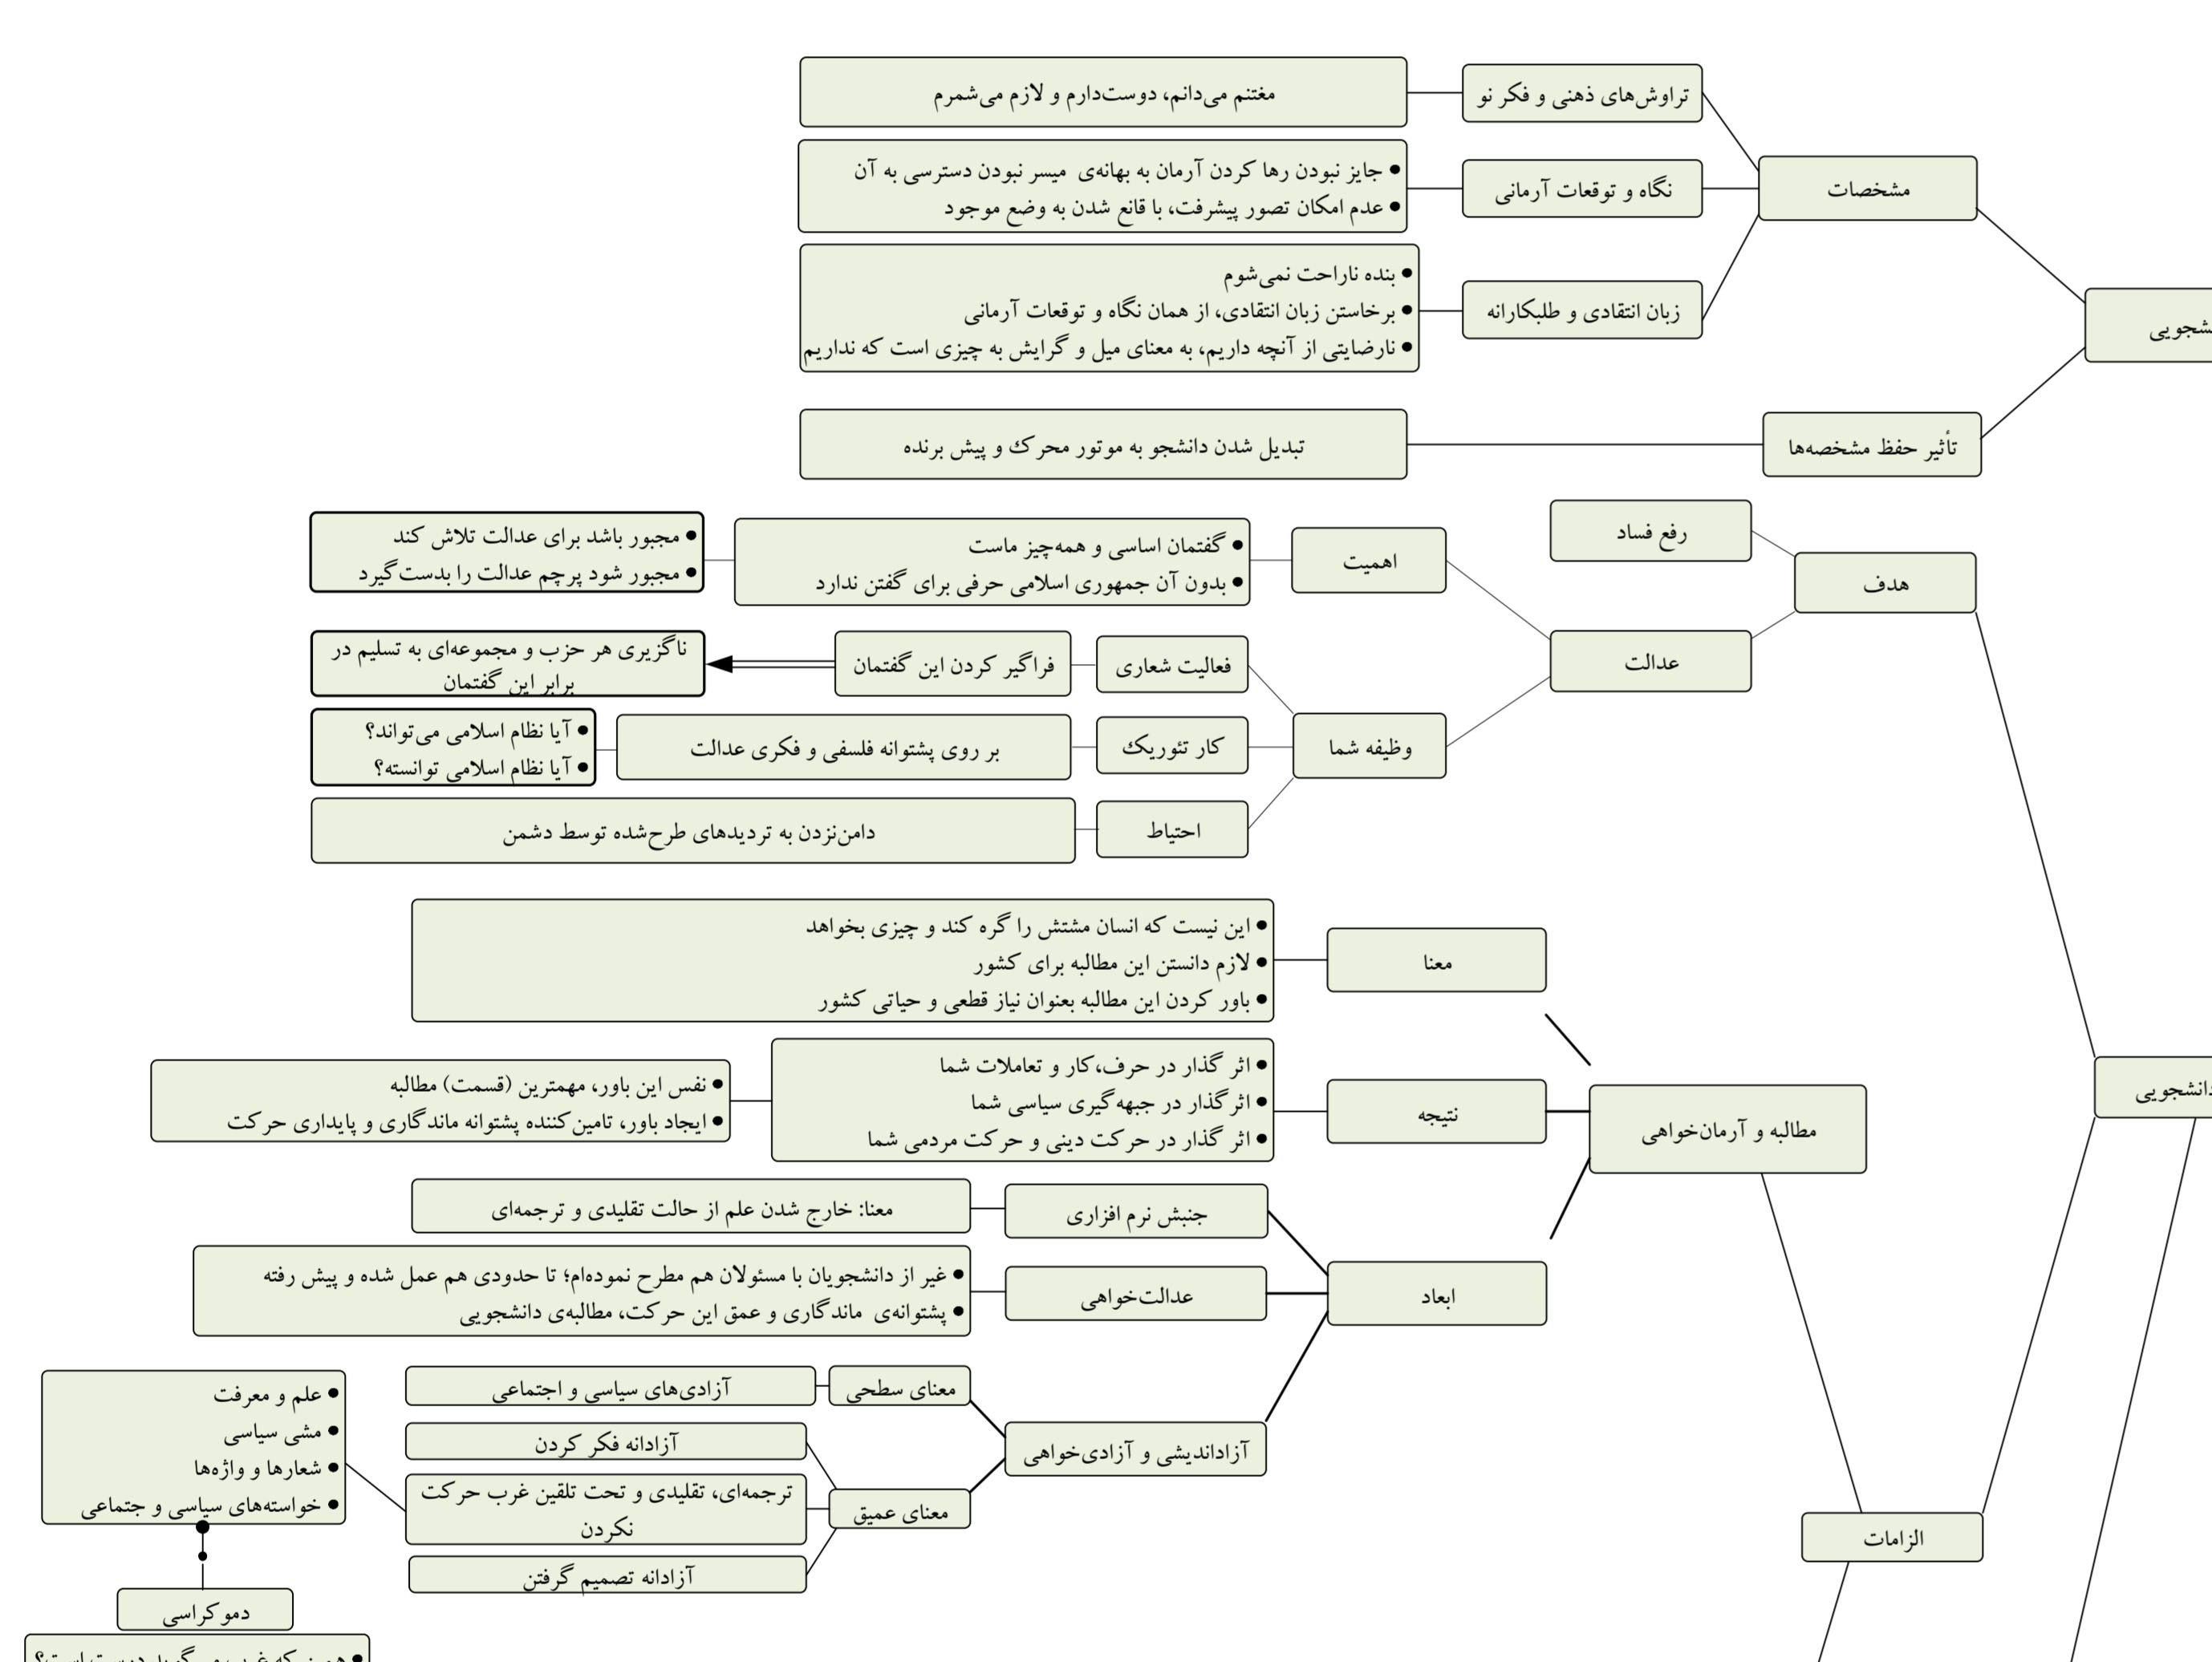 تراوش‌های ذهنی و فکر نو
مغتنم می‌دانم، دوست‌دارم و لازم می‌شمرم
مشخصات
نگاه و توقعات آرمانی
● جایز نبودن رها کردن آرمان به بهانه‌ی میسر نبودن دسترسی به آن
● عدم امکان تصور پیشرفت، با قانع شدن به وضع موجود
زبان انتقادی و طلبکارانه
● بنده ناراحت نمی‌شوم
● برخاستن زبان انتقادی، از همان نگاه و توقعات آرمانی
● نارضایتی از آنچه داریم، به معنای میل و گرایش به چیزی است که نداریم
تأثیر حفظ مشخصه‌ها
تبدیل شدن دانشجو به موتور محرك و پیش برنده
هدف
رفع فساد
عدالت
اهمیت
● گفتمان اساسی و همه‌چیز ماست
● بدون آن جمهوری اسلامی حرفی برای گفتن ندارد
● مجبور باشد برای عدالت تلاش کند
● مجبور شود پرچم عدالت را بدست‌گیرد
وظیفه شما
فعالیت شعاری
فراگیر کردن این گفتمان
ناگزیری هر حزب و مجموعه‌ای به تسلیم در
برابر این گفتمان
کار تئوریك
بر روی پشتوانه فلسفی و فکری عدالت
● آیا نظام اسلامی می‌تواند؟
● آیا نظام اسلامی توانسته؟
احتیاط
دامن‌نزدن به تردیدهای طرح‌شده توسط دشمن
مطالبه و آرمان‌خواهی
معنا
● این نیست که انسان مشتش را گره کند و چیزی بخواهد
● لازم دانستن این مطالبه برای کشور
● باور کردن این مطالبه بعنوان نیاز قطعی و حیاتی کشور
نتیجه
● اثر گذار در حرف،کار و تعاملات شما
● اثرگذار در جبهه‌گیری سیاسی شما
● اثر گذار در حرکت دینی و حرکت مردمی شما
● نفس این باور، مهمترین (قسمت) مطالبه
● ایجاد باور، تامین‌کننده پشتوانه ماندگاری و پایداری حرکت
ابعاد
جنبش نرم افزاری
معنا: خارج شدن علم از حالت تقلیدی و ترجمه‌ای
عدالت‌خواهی
● غیر از دانشجویان با مسئولان هم مطرح نموده‌ام؛ تا حدودی هم عمل شده و پیش رفته
● پشتوانه‌ی ماندگاری و عمق این حرکت، مطالبه‌ی دانشجویی
آزاداندیشی و آزادی‌خواهی
معنای سطحی
آزادی‌های سیاسی و اجتماعی
معنای عمیق
آزادانه فکر کردن
ترجمه‌ای، تقلیدی و تحت تلقین غرب حرکت
نکردن
آزادانه تصمیم گرفتن
● علم و معرفت
● مشی سیاسی
● شعارها و واژه‌ها
● خواسته‌های سیاسی و جتماعی
دموکراسی
الزامات